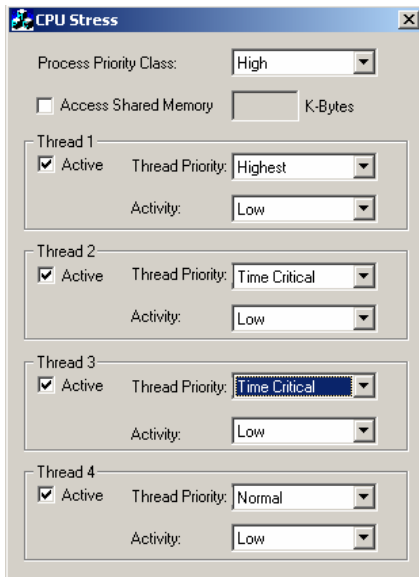 CPU Stress
Process Priority Class: High
Access Shared Memory K-Bytes
Thread 1
Active Thread Priority: Highest
Activity: Low
Thread 2
Active Thread Priority: Time Critical
Activity: Low
Thread 3
Active Thread Priority: Time Critical
Activity: Low
Thread 4
Active Thread Priority: Normal
Activity: Low